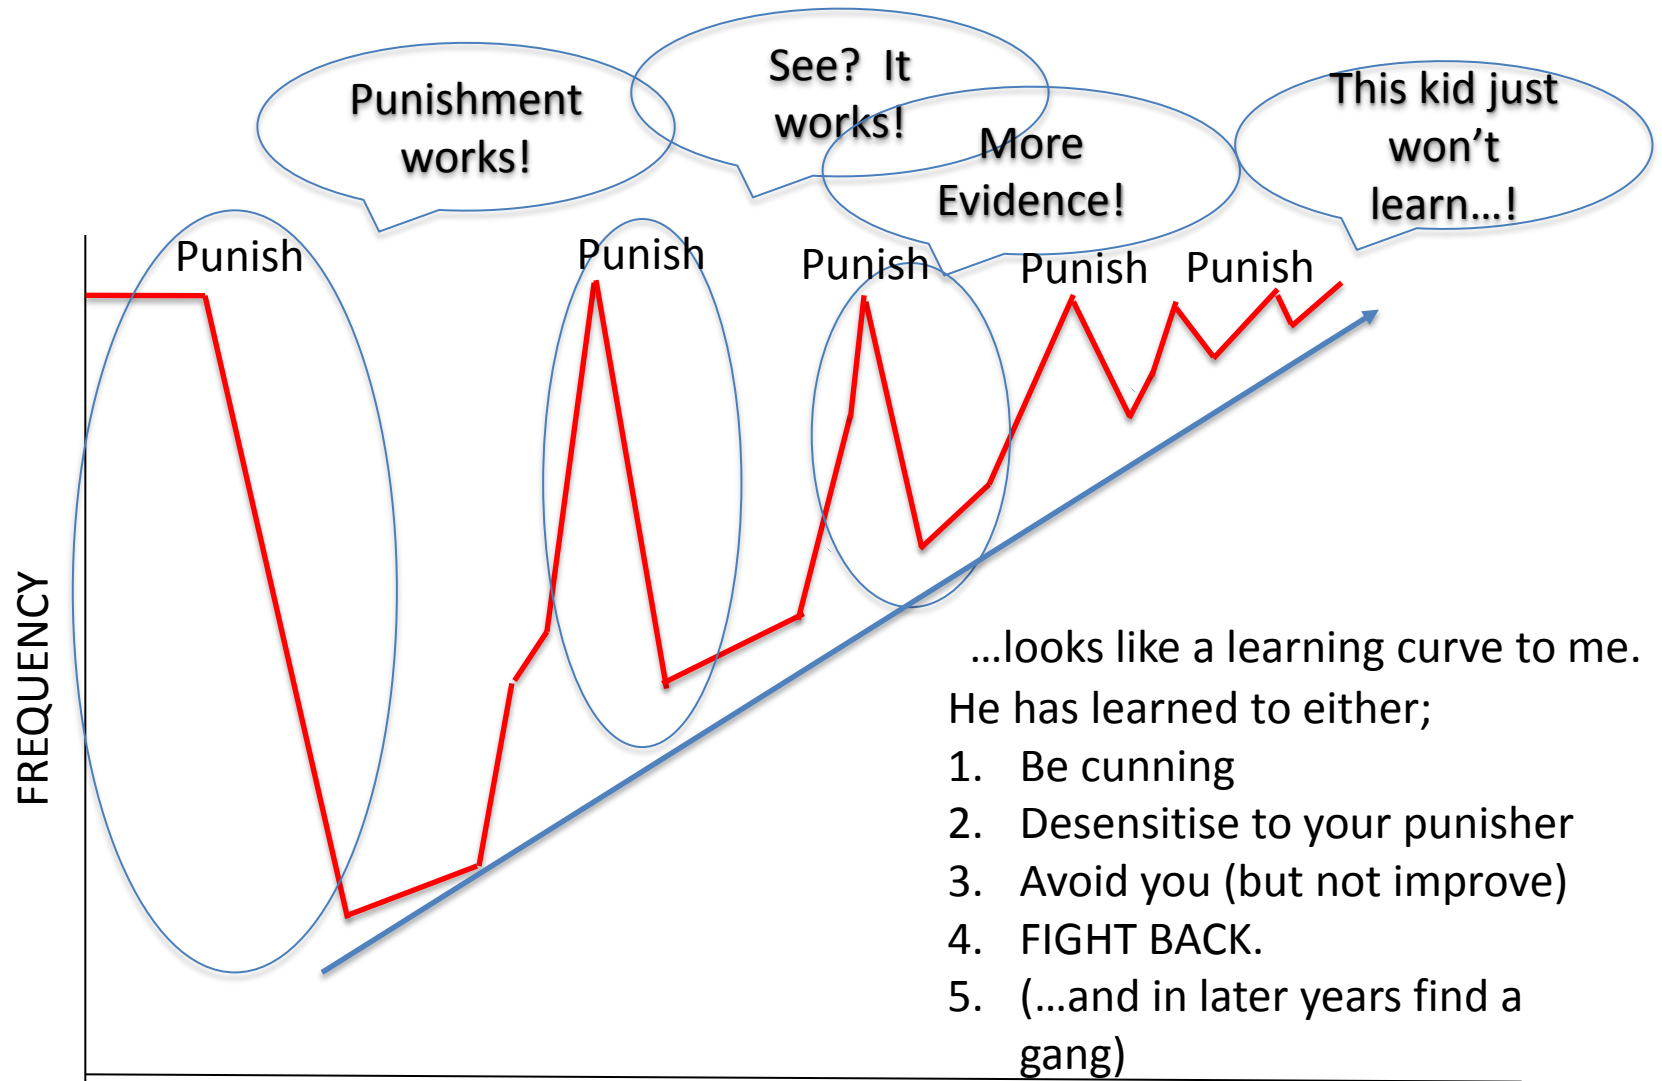 Punishment
works!
See?  It
works!
More
Evidence!
This kid just
won’t
learn…!
Punish
Punish
Punish
Punish
Punish
FREQUENCY
…looks like a learning curve to me.
He has learned to either;
1. Be cunning
2. Desensitise to your punisher
3. Avoid you (but not improve)
4. FIGHT BACK.
5. (…and in later years find a
gang)